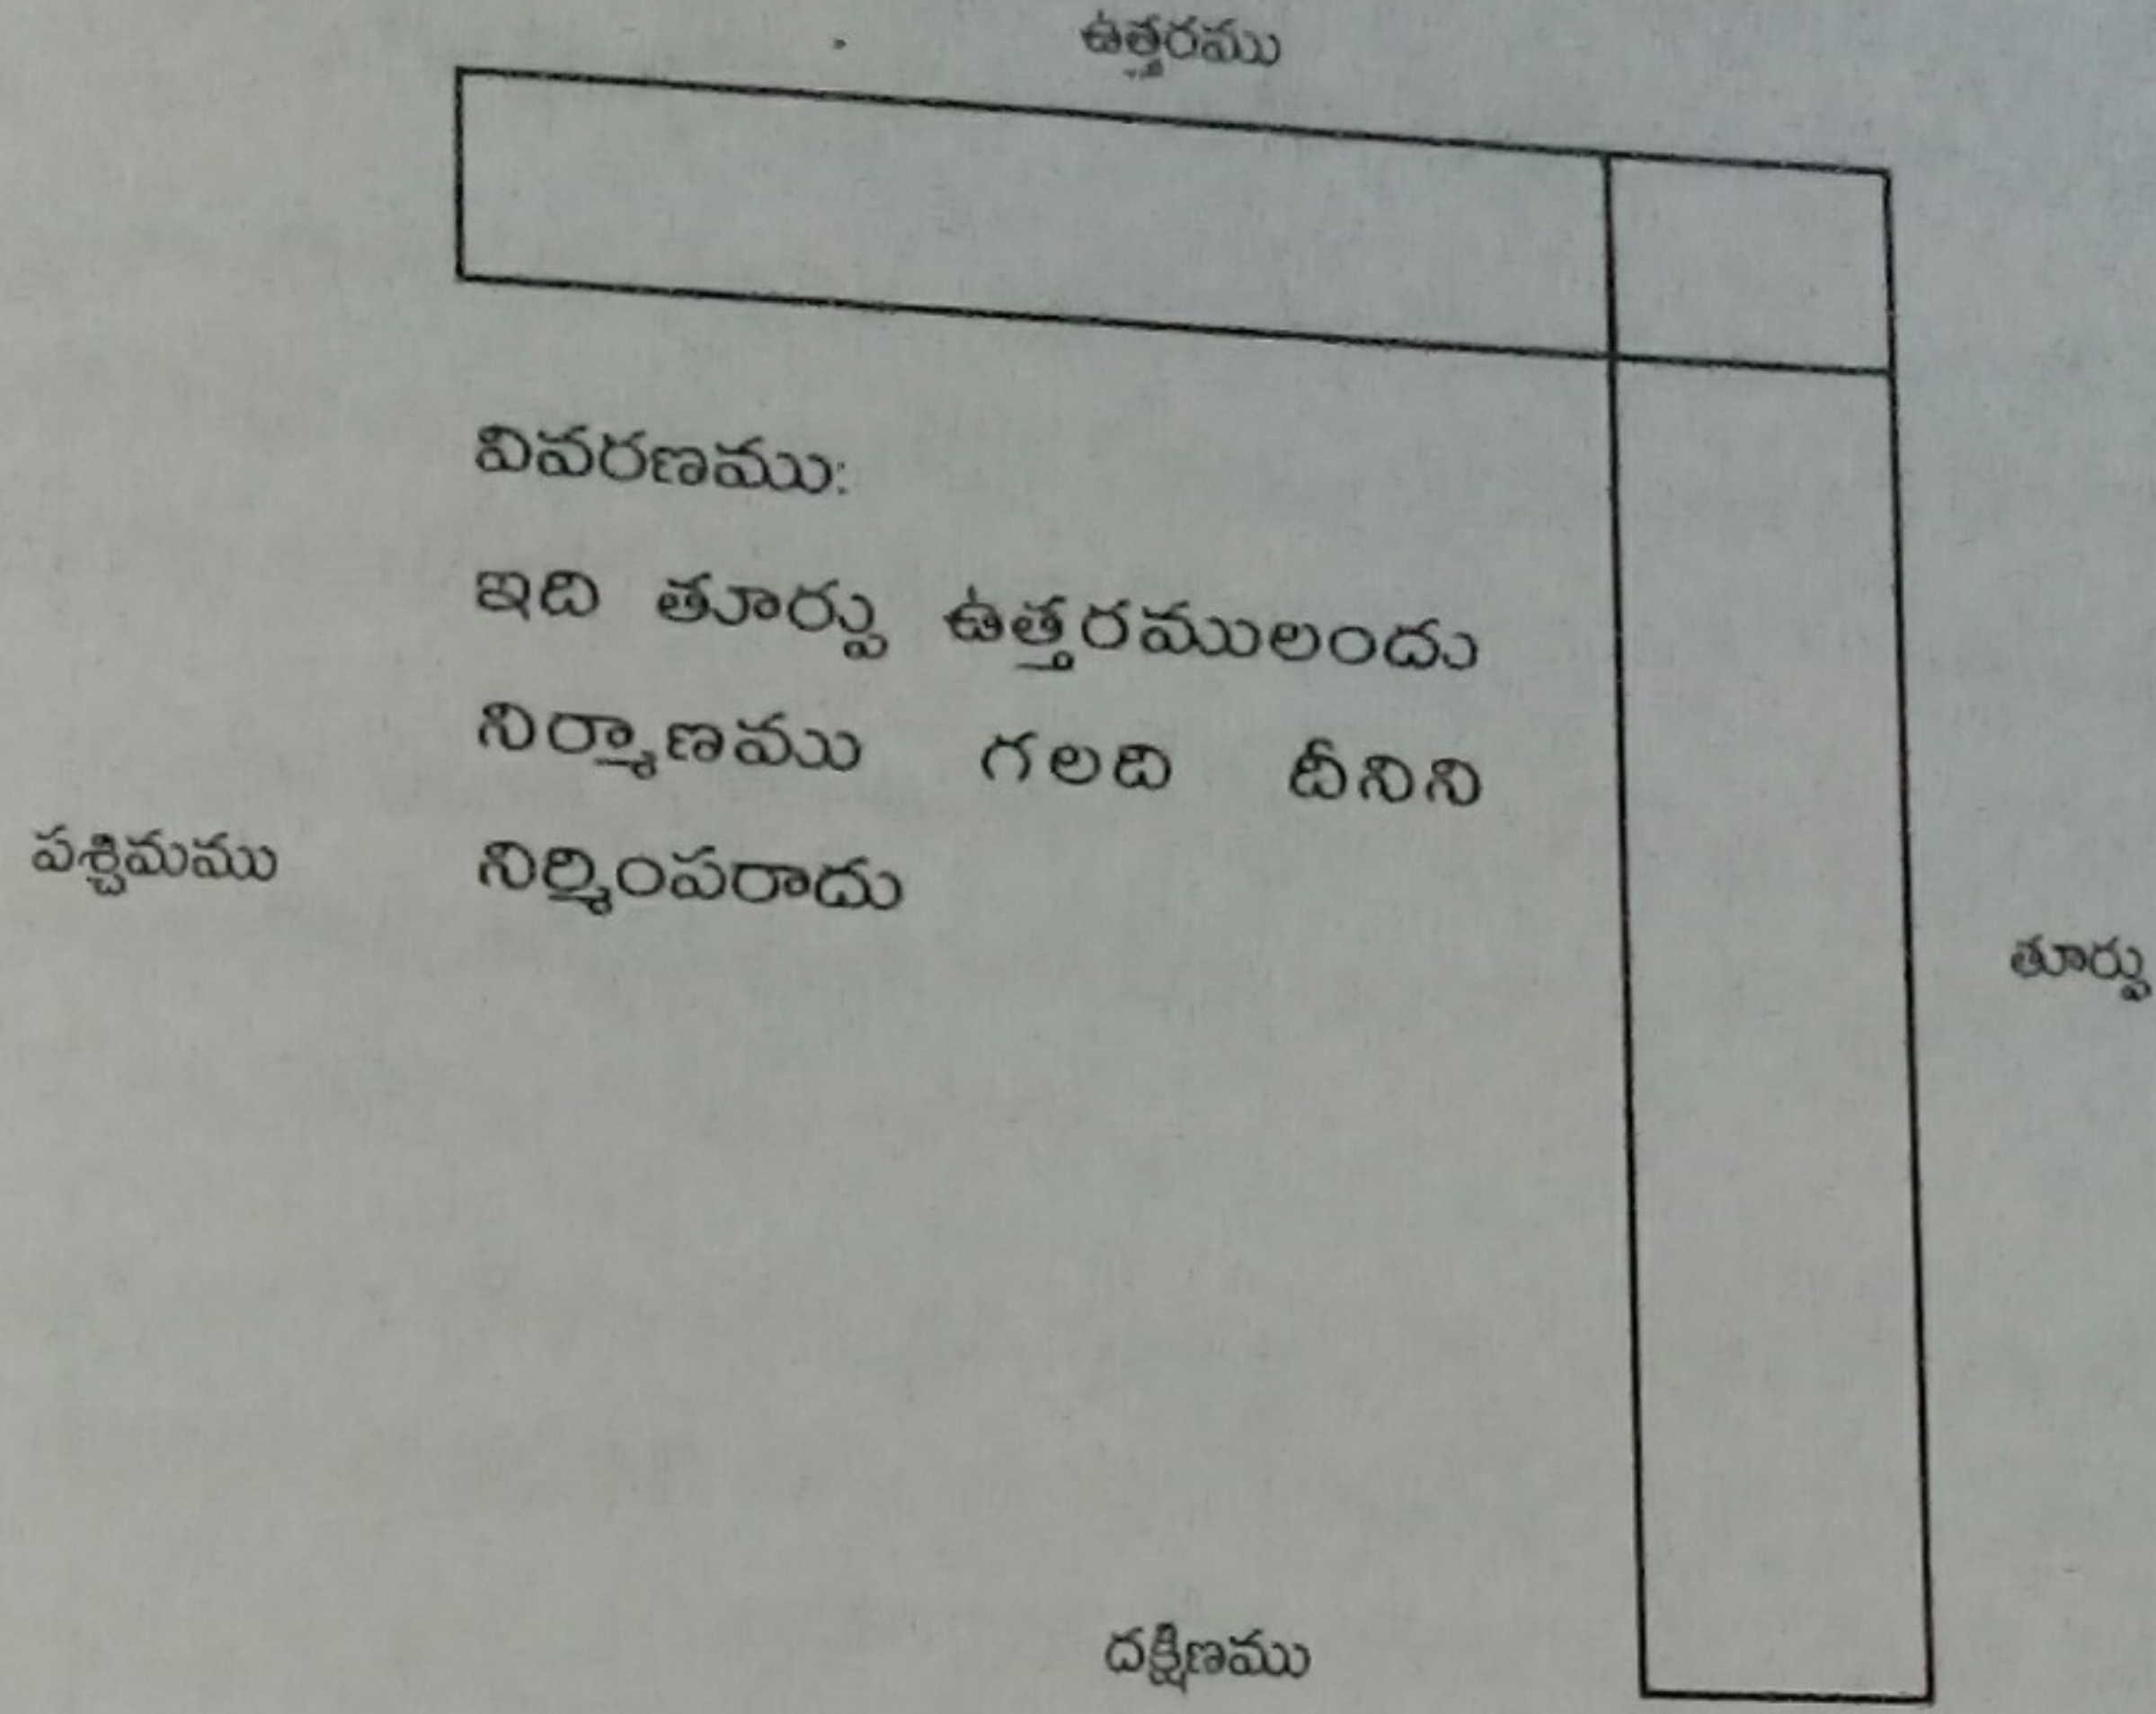 ఉత్తరము
వివరణము:
ఇది తూర్పు ఉత్తరములందు
నిర్మాణము గలది దీనిని
నిర్మింపరాదు
పశ్చిమము
తూర్పు
దక్షిణము